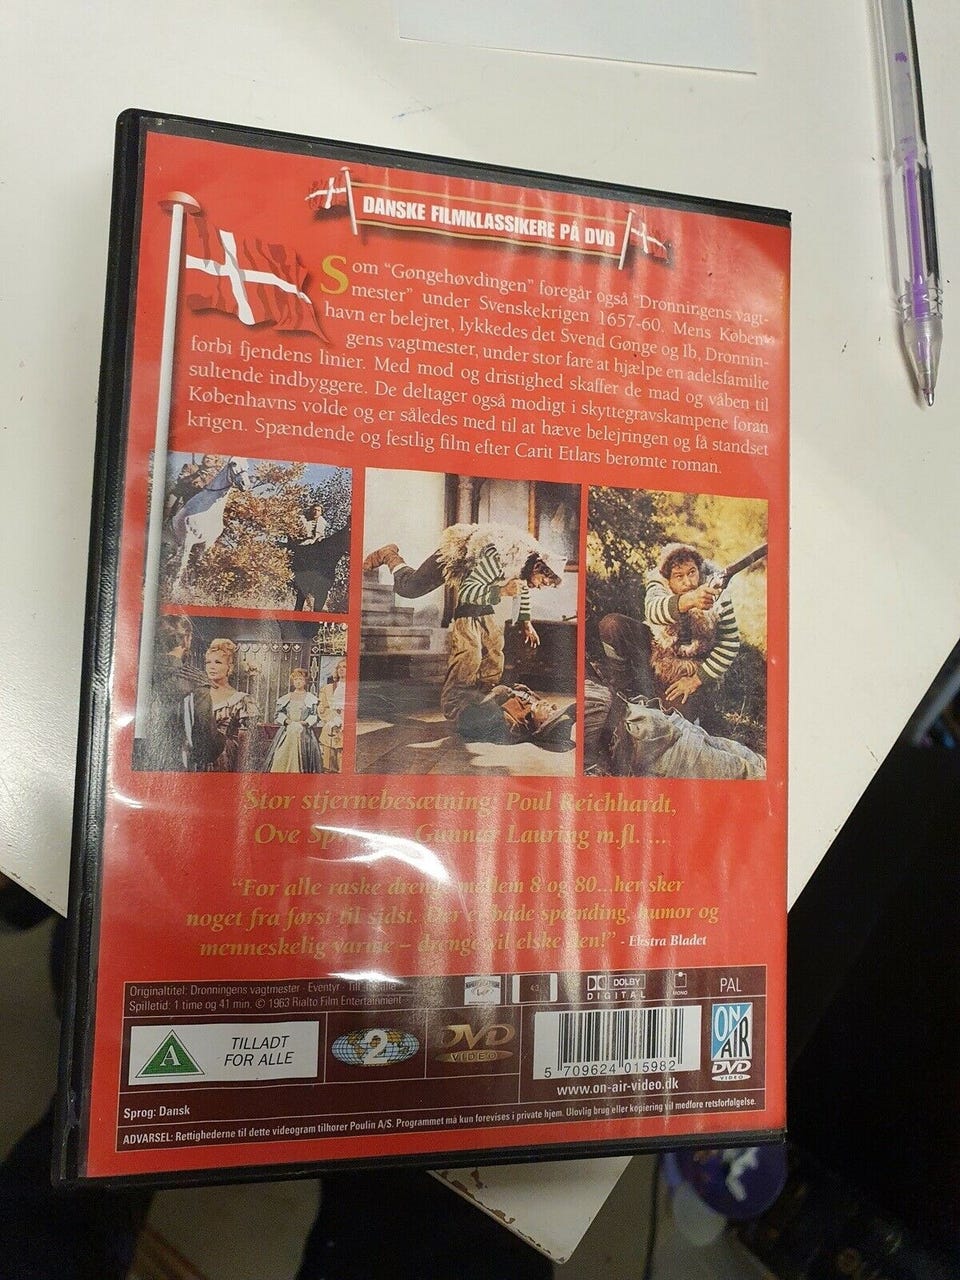 DANSKE FILMKLASSIKERE PÅ DVD
Som "Gøngehøvdingen" foregår også "Dronningens vagt-
mester" under Svenskekrigen 1657-60. Mens Køben-
havn er belejret, lykkedes det Svend Gønge og Ib, Dronnin-
gens vagtmester, under stor fare at hjælpe en adelsfamilie
forbi fjendens linier. Med mod og dristighed skaffer de mad og våben til
sultende indbyggere. De deltager også modigt i skyttegravskampene foran
Københavns volde og er således med til at hæve belejringen og få standset
krigen. Spændende og festlig film efter Carit Etlars berømte roman.
Stor stjernebesætning: Poul Reichhardt,
Ove Gunnar Lauring m.fl. ...
"For alle raske drenge mellem 8 og 80...her sker
noget fra først til sidst. Der er både spænding, humor og
menneskelig varme – drenge vil elske den!" - Ekstra Bladet
Originaltitel: Dronningens vagtmester · Eventyr ·
Spilletid: 1 time og 41 min. © 1963 Rialto Film Entertainment
4:3
DOLBY
DIGITAL
MONO
PAL
A
TILLADT
FOR ALLE
2
DVD
VIDEO
5 709624 015982
www.on-air-video.dk
ON
AIR
DVD
VIDEO
Sprog: Dansk
ADVARSEL: Rettighederne til dette videogram tilhører Poulin A/S. Programmet må kun forevises i private hjem. Ulovlig brug eller kopiering vil medføre retsforfølgelse.